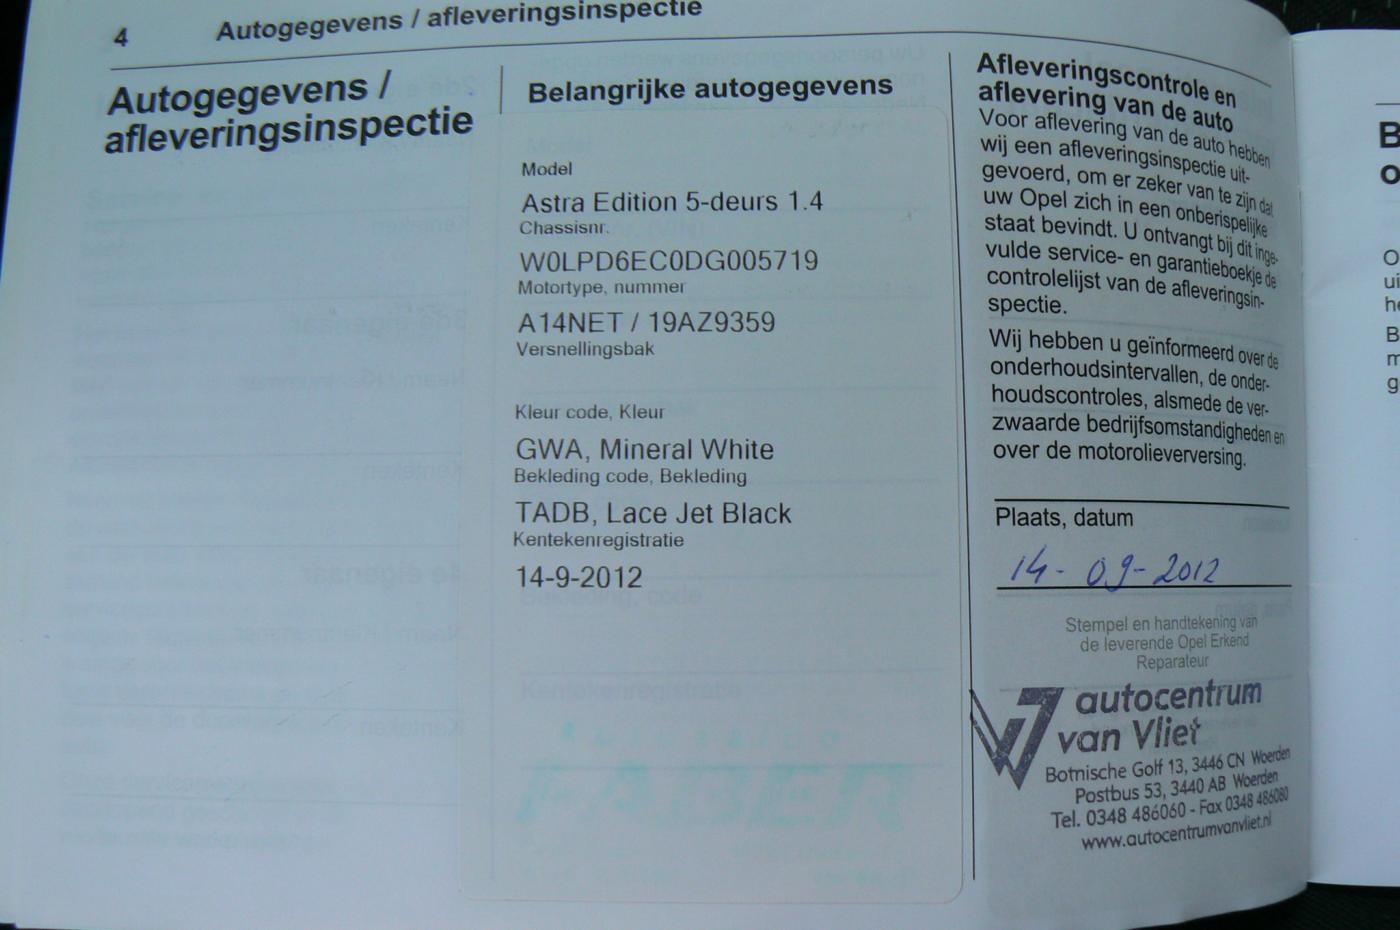 4 Autogegevens / afleveringsinspectie
Autogegevens /
afleveringsinspectie
Belangrijke autogegevens
Model
Astra Edition 5-deurs 1.4
Chassisnr.
W0LPD6EC0DG005719
Motortype, nummer
A14NET / 19AZ9359
Versnellingsbak
Kleur code, Kleur
GWA, Mineral White
Bekleding code, Bekleding
TADB, Lace Jet Black
Kentekenregistratie
14-9-2012
Bekleding, code
Kentekenregistratie
FABER
Afleveringscontrole en
aflevering van de auto
Voor aflevering van de auto hebben
wij een afleveringsinspectie uit-
gevoerd, om er zeker van te zijn dat
uw Opel zich in een onberispelijke
staat bevindt. U ontvangt bij dit inge-
vulde service- en garantieboekje de
controlelijst van de afleveringsin-
spectie.
Wij hebben u geïnformeerd over de
onderhoudsintervallen, de onder-
houdscontroles, alsmede de ver-
zwaarde bedrijfsomstandigheden en
over de motorolieverversing.
Plaats, datum
14-09-2012
Stempel en handtekening van
de leverende Opel Erkend
Reparateur
autocentrum
van Vliet
Botnische Golf 13, 3446 CN Woerden
Postbus 53, 3440 AB Woerden
Tel. 0348 486060 - Fax 0348 486080
www.autocentrumvanvliet.nl